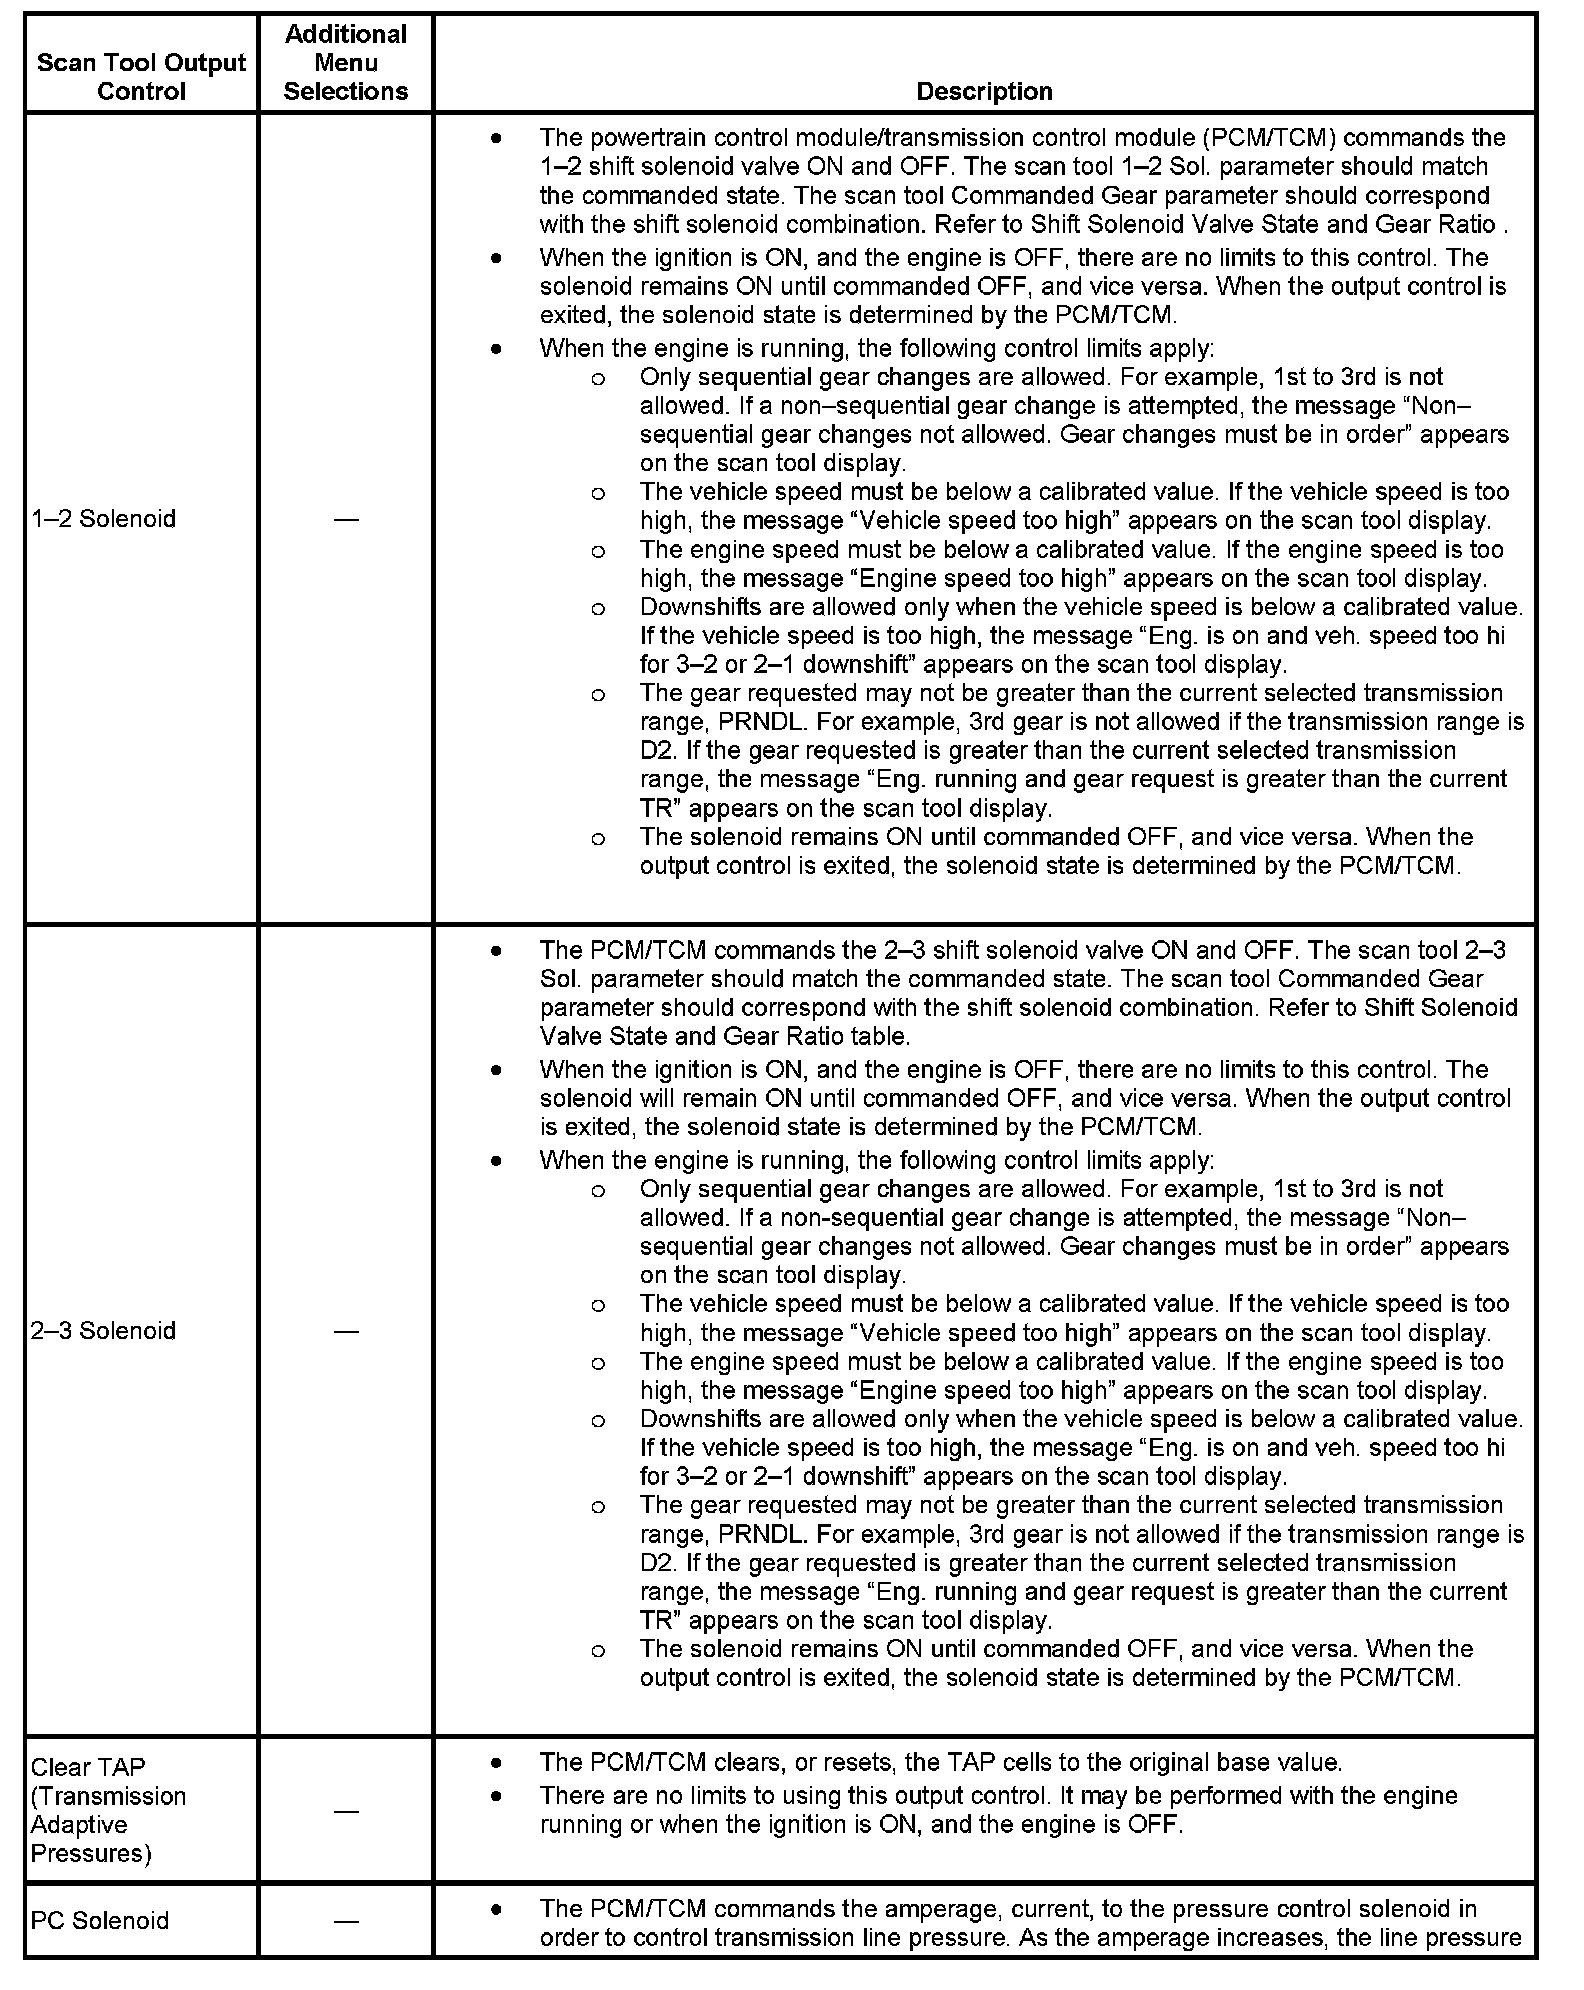 Scan Tool Output
Control
Additional
Menu
Selections
Description
1–2 Solenoid
—
• The powertrain control module/transmission control module (PCM/TCM) commands the
1–2 shift solenoid valve ON and OFF. The scan tool 1–2 Sol. parameter should match
the commanded state. The scan tool Commanded Gear parameter should correspond
with the shift solenoid combination. Refer to Shift Solenoid Valve State and Gear Ratio .
• When the ignition is ON, and the engine is OFF, there are no limits to this control. The
solenoid remains ON until commanded OFF, and vice versa. When the output control is
exited, the solenoid state is determined by the PCM/TCM.
• When the engine is running, the following control limits apply:
o Only sequential gear changes are allowed. For example, 1st to 3rd is not
allowed. If a non–sequential gear change is attempted, the message “Non–
sequential gear changes not allowed. Gear changes must be in order” appears
on the scan tool display.
o The vehicle speed must be below a calibrated value. If the vehicle speed is too
high, the message “Vehicle speed too high” appears on the scan tool display.
o The engine speed must be below a calibrated value. If the engine speed is too
high, the message “Engine speed too high” appears on the scan tool display.
o Downshifts are allowed only when the vehicle speed is below a calibrated value.
If the vehicle speed is too high, the message “Eng. is on and veh. speed too hi
for 3–2 or 2–1 downshift” appears on the scan tool display.
o The gear requested may not be greater than the current selected transmission
range, PRNDL. For example, 3rd gear is not allowed if the transmission range is
D2. If the gear requested is greater than the current selected transmission
range, the message “Eng. running and gear request is greater than the current
TR” appears on the scan tool display.
o The solenoid remains ON until commanded OFF, and vice versa. When the
output control is exited, the solenoid state is determined by the PCM/TCM.
2–3 Solenoid
—
• The PCM/TCM commands the 2–3 shift solenoid valve ON and OFF. The scan tool 2–3
Sol. parameter should match the commanded state. The scan tool Commanded Gear
parameter should correspond with the shift solenoid combination. Refer to Shift Solenoid
Valve State and Gear Ratio table.
• When the ignition is ON, and the engine is OFF, there are no limits to this control. The
solenoid will remain ON until commanded OFF, and vice versa. When the output control
is exited, the solenoid state is determined by the PCM/TCM.
• When the engine is running, the following control limits apply:
o Only sequential gear changes are allowed. For example, 1st to 3rd is not
allowed. If a non-sequential gear change is attempted, the message “Non–
sequential gear changes not allowed. Gear changes must be in order” appears
on the scan tool display.
o The vehicle speed must be below a calibrated value. If the vehicle speed is too
high, the message “Vehicle speed too high” appears on the scan tool display.
o The engine speed must be below a calibrated value. If the engine speed is too
high, the message “Engine speed too high” appears on the scan tool display.
o Downshifts are allowed only when the vehicle speed is below a calibrated value.
If the vehicle speed is too high, the message “Eng. is on and veh. speed too hi
for 3–2 or 2–1 downshift” appears on the scan tool display.
o The gear requested may not be greater than the current selected transmission
range, PRNDL. For example, 3rd gear is not allowed if the transmission range is
D2. If the gear requested is greater than the current selected transmission
range, the message “Eng. running and gear request is greater than the current
TR” appears on the scan tool display.
o The solenoid remains ON until commanded OFF, and vice versa. When the
output control is exited, the solenoid state is determined by the PCM/TCM.
Clear TAP
(Transmission
Adaptive
Pressures)
—
• The PCM/TCM clears, or resets, the TAP cells to the original base value.
• There are no limits to using this output control. It may be performed with the engine
running or when the ignition is ON, and the engine is OFF.
PC Solenoid
—
• The PCM/TCM commands the amperage, current, to the pressure control solenoid in
order to control transmission line pressure. As the amperage increases, the line pressure